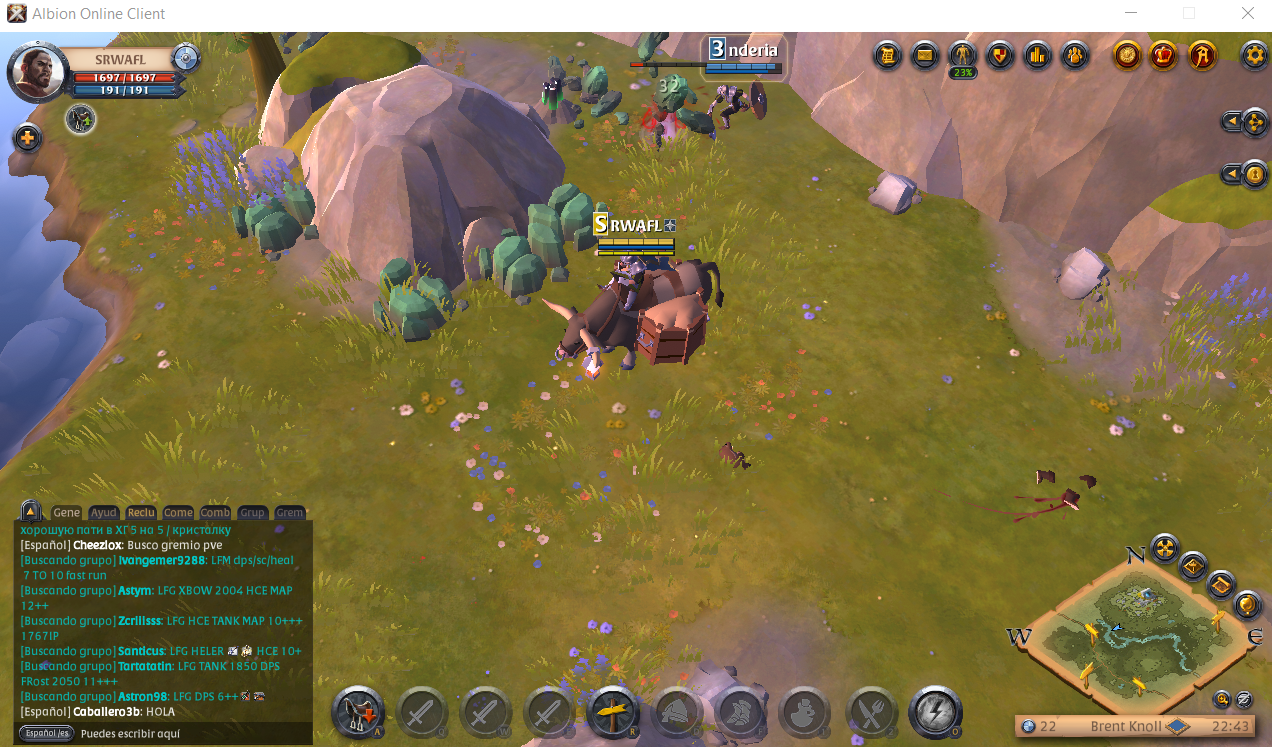 Albion Online Client
SRWAFL
1697 / 1697
191 / 191
3 nderia
23%
32
SRWAFL
Gene Ayud Reclu Come Comb Grup Grem
хорошую пати в ХГ 5 на 5 / кристалку
[Español] Cheezlox: Busco gremio pve
[Buscando grupo] Ivangemer9288: LFM dps/sc/heal
7 TO 10 fast run
[Buscando grupo] Astym: LFG XBOW 2004 HCE MAP
12++
[Buscando grupo] Zcrillsss: LFG HCE TANK MAP 10+++
1767IP
[Buscando grupo] Santicus: LFG HELER HCE 10+
[Buscando grupo] Tartatatin: LFG TANK 1850 DPS
FRost 2050 11+++
[Buscando grupo] Astron98: LFG DPS 6++
[Español] Caballero3b: HOLA
Español /es Puedes escribir aquí
A Q W E R D F 1 2 O
N
W E
22 Brent Knoll 22:43